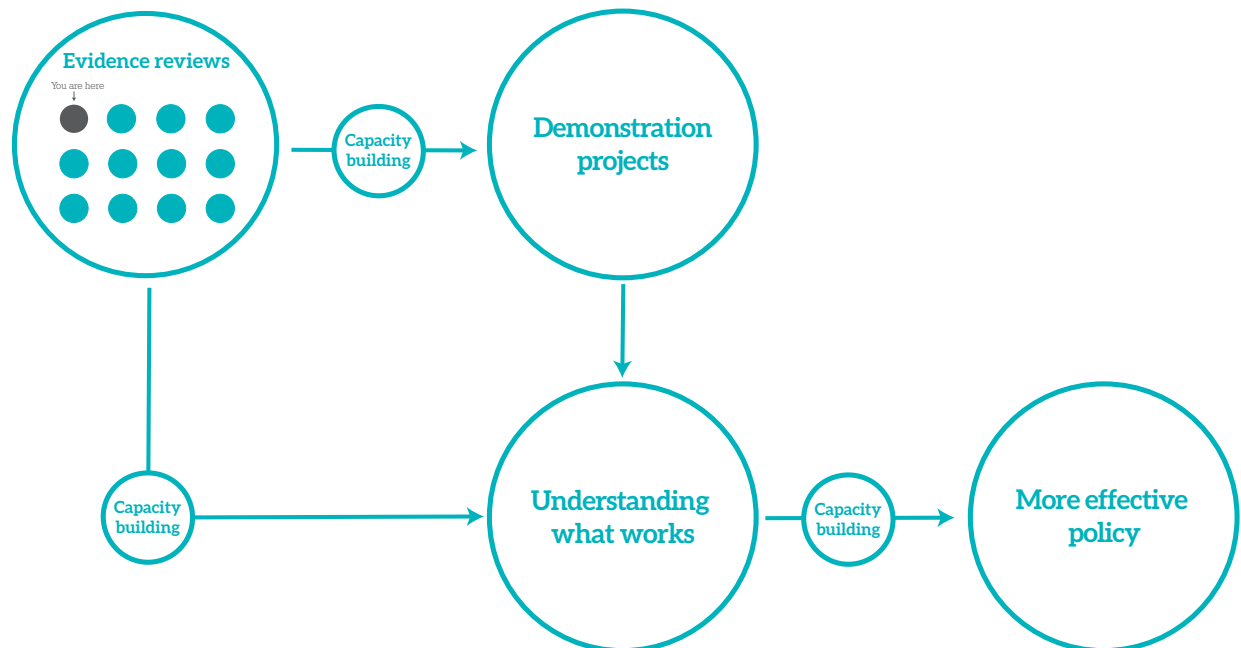 Evidence reviews
You are here
Capacity
building
Demonstration
projects
Capacity
building
Understanding
what works
Capacity
building
More effective
policy